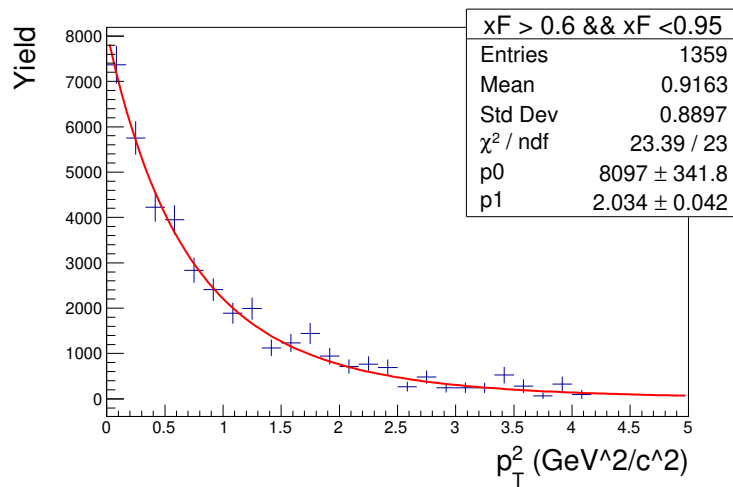 xF > 0.6 && xF <0.95
Entries 1359
Mean 0.9163
Std Dev 0.8897
χ² / ndf 23.39 / 23
p0 8097 ± 341.8
p1 2.034 ± 0.042
Yield
8000
7000
6000
5000
4000
3000
2000
1000
0
0 0.5 1 1.5 2 2.5 3 3.5 4 4.5 5
p_T^2 (GeV^2/c^2)